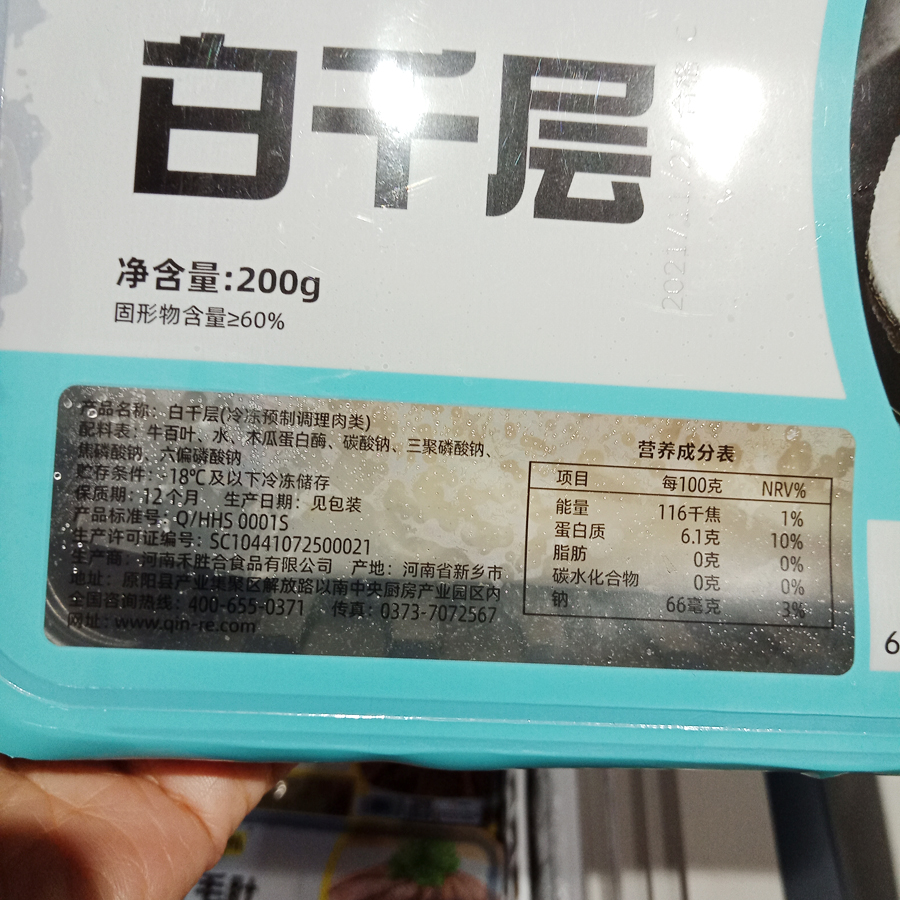 白千层
净含量:200g
固形物含量≥60%
2021/11/2
产品名称：白千层(冷冻预制调理肉类)
配料表：牛百叶、水、木瓜蛋白酶、碳酸钠、三聚磷酸钠、
焦磷酸钠、六偏磷酸钠
贮存条件：-18℃及以下冷冻储存
保质期：12个月 生产日期：见包装
产品标准号：Q/HHS 0001S
生产许可证编号：SC10441072500021
生产商：河南禾胜合食品有限公司 产地：河南省新乡市
地址：原阳县产业集聚区解放路以南中央厨房产业园区内
全国咨询热线：400-655-0371 传真：0373-7072567
网址：www.qin-re.com
营养成分表
项目 每100克 NRV%
能量 116千焦 1%
蛋白质 6.1克 10%
脂肪 0克 0%
碳水化合物 0克 0%
钠 66毫克 3%
6
毛肚